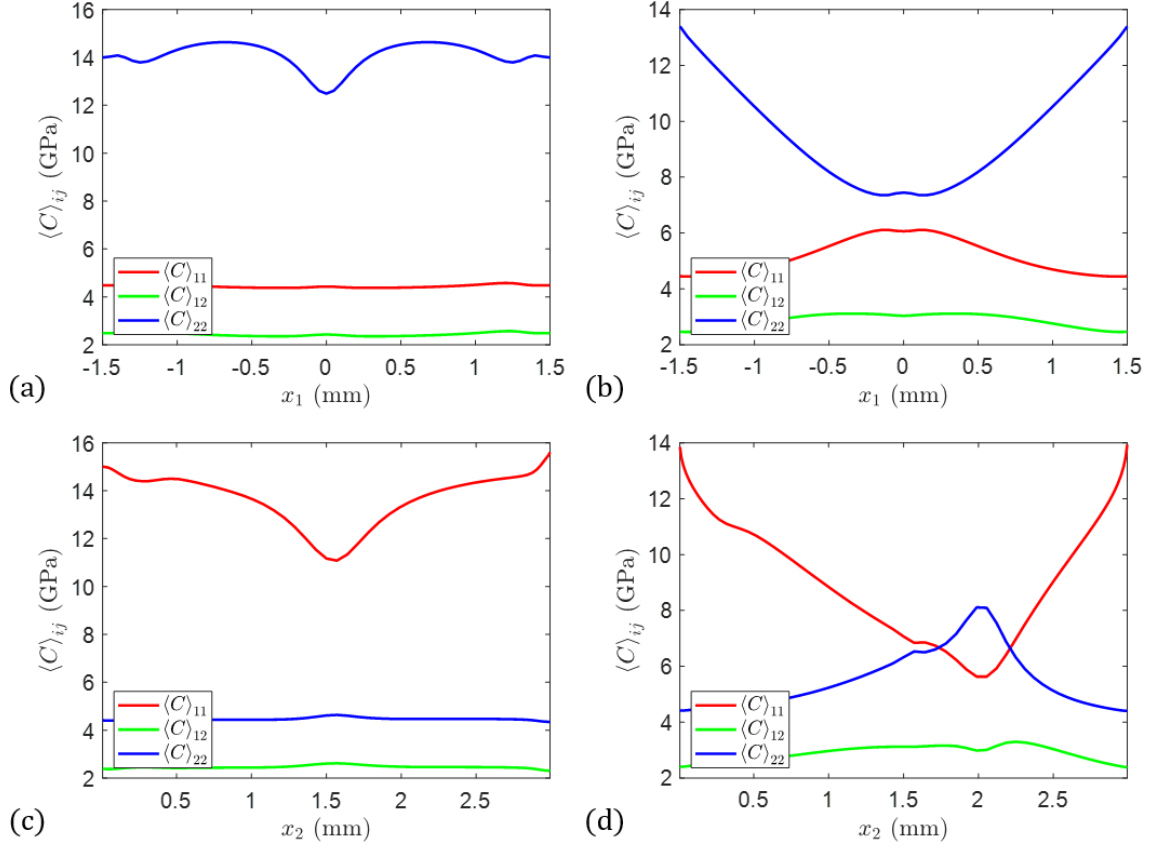 16
14
12
10
8
6
4
2
⟨C⟩ij (GPa)
⟨C⟩11
⟨C⟩12
⟨C⟩22
-1.5 -1 -0.5 0 0.5 1 1.5
x1 (mm)
(a)
14
12
10
8
6
4
2
⟨C⟩ij (GPa)
⟨C⟩11
⟨C⟩12
⟨C⟩22
-1.5 -1 -0.5 0 0.5 1 1.5
x1 (mm)
(b)
16
14
12
10
8
6
4
2
⟨C⟩ij (GPa)
⟨C⟩11
⟨C⟩12
⟨C⟩22
0.5 1 1.5 2 2.5
x2 (mm)
(c)
14
12
10
8
6
4
2
⟨C⟩ij (GPa)
⟨C⟩11
⟨C⟩12
⟨C⟩22
0.5 1 1.5 2 2.5
x2 (mm)
(d)